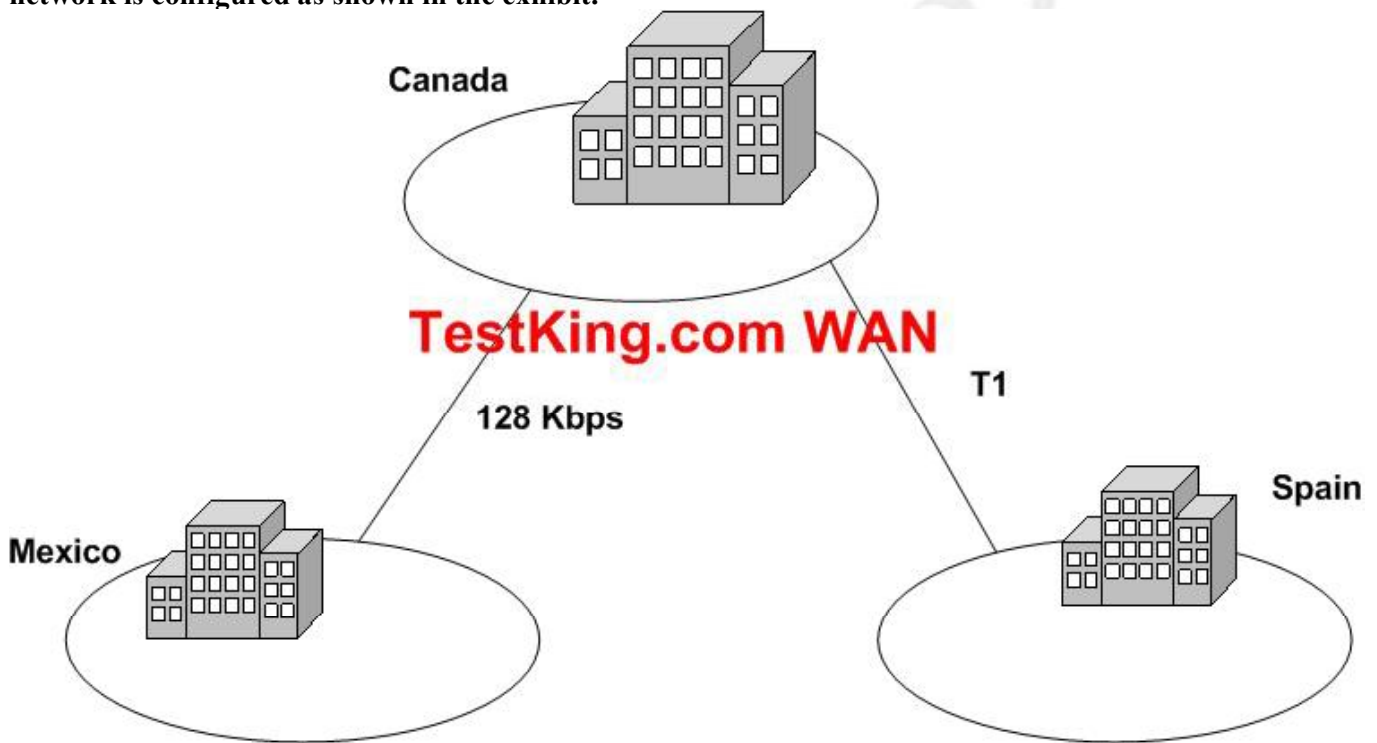 network is configured as shown in the exhibit.
Canada
TestKing.com WAN
T1
128 Kbps
Spain
Mexico